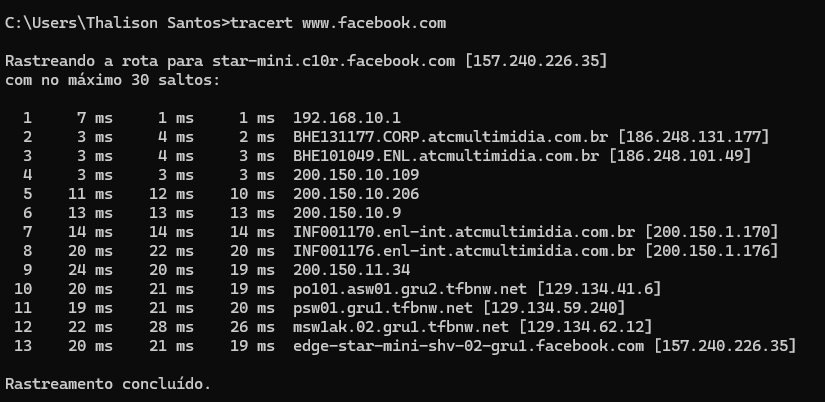 C:\Users\Thalison Santos>tracert www.facebook.com
Rastreando a rota para star-mini.c10r.facebook.com [157.240.226.35]
com no máximo 30 saltos:
1 7 ms 1 ms 1 ms 192.168.10.1
2 3 ms 4 ms 2 ms BHE131177.CORP.atcmultimidia.com.br [186.248.131.177]
3 3 ms 4 ms 3 ms BHE101049.ENL.atcmultimidia.com.br [186.248.101.49]
4 3 ms 3 ms 3 ms 200.150.10.109
5 11 ms 12 ms 10 ms 200.150.10.206
6 13 ms 13 ms 13 ms 200.150.10.9
7 14 ms 14 ms 14 ms INF001170.enl-int.atcmultimidia.com.br [200.150.1.170]
8 20 ms 22 ms 20 ms INF001176.enl-int.atcmultimidia.com.br [200.150.1.176]
9 24 ms 20 ms 19 ms 200.150.11.34
10 20 ms 21 ms 19 ms po101.asw01.gru2.tfbnw.net [129.134.41.6]
11 19 ms 21 ms 20 ms psw01.gru1.tfbnw.net [129.134.59.240]
12 22 ms 28 ms 26 ms msw1ak.02.gru1.tfbnw.net [129.134.62.12]
13 20 ms 21 ms 19 ms edge-star-mini-shv-02-gru1.facebook.com [157.240.226.35]
Rastreamento concluído.